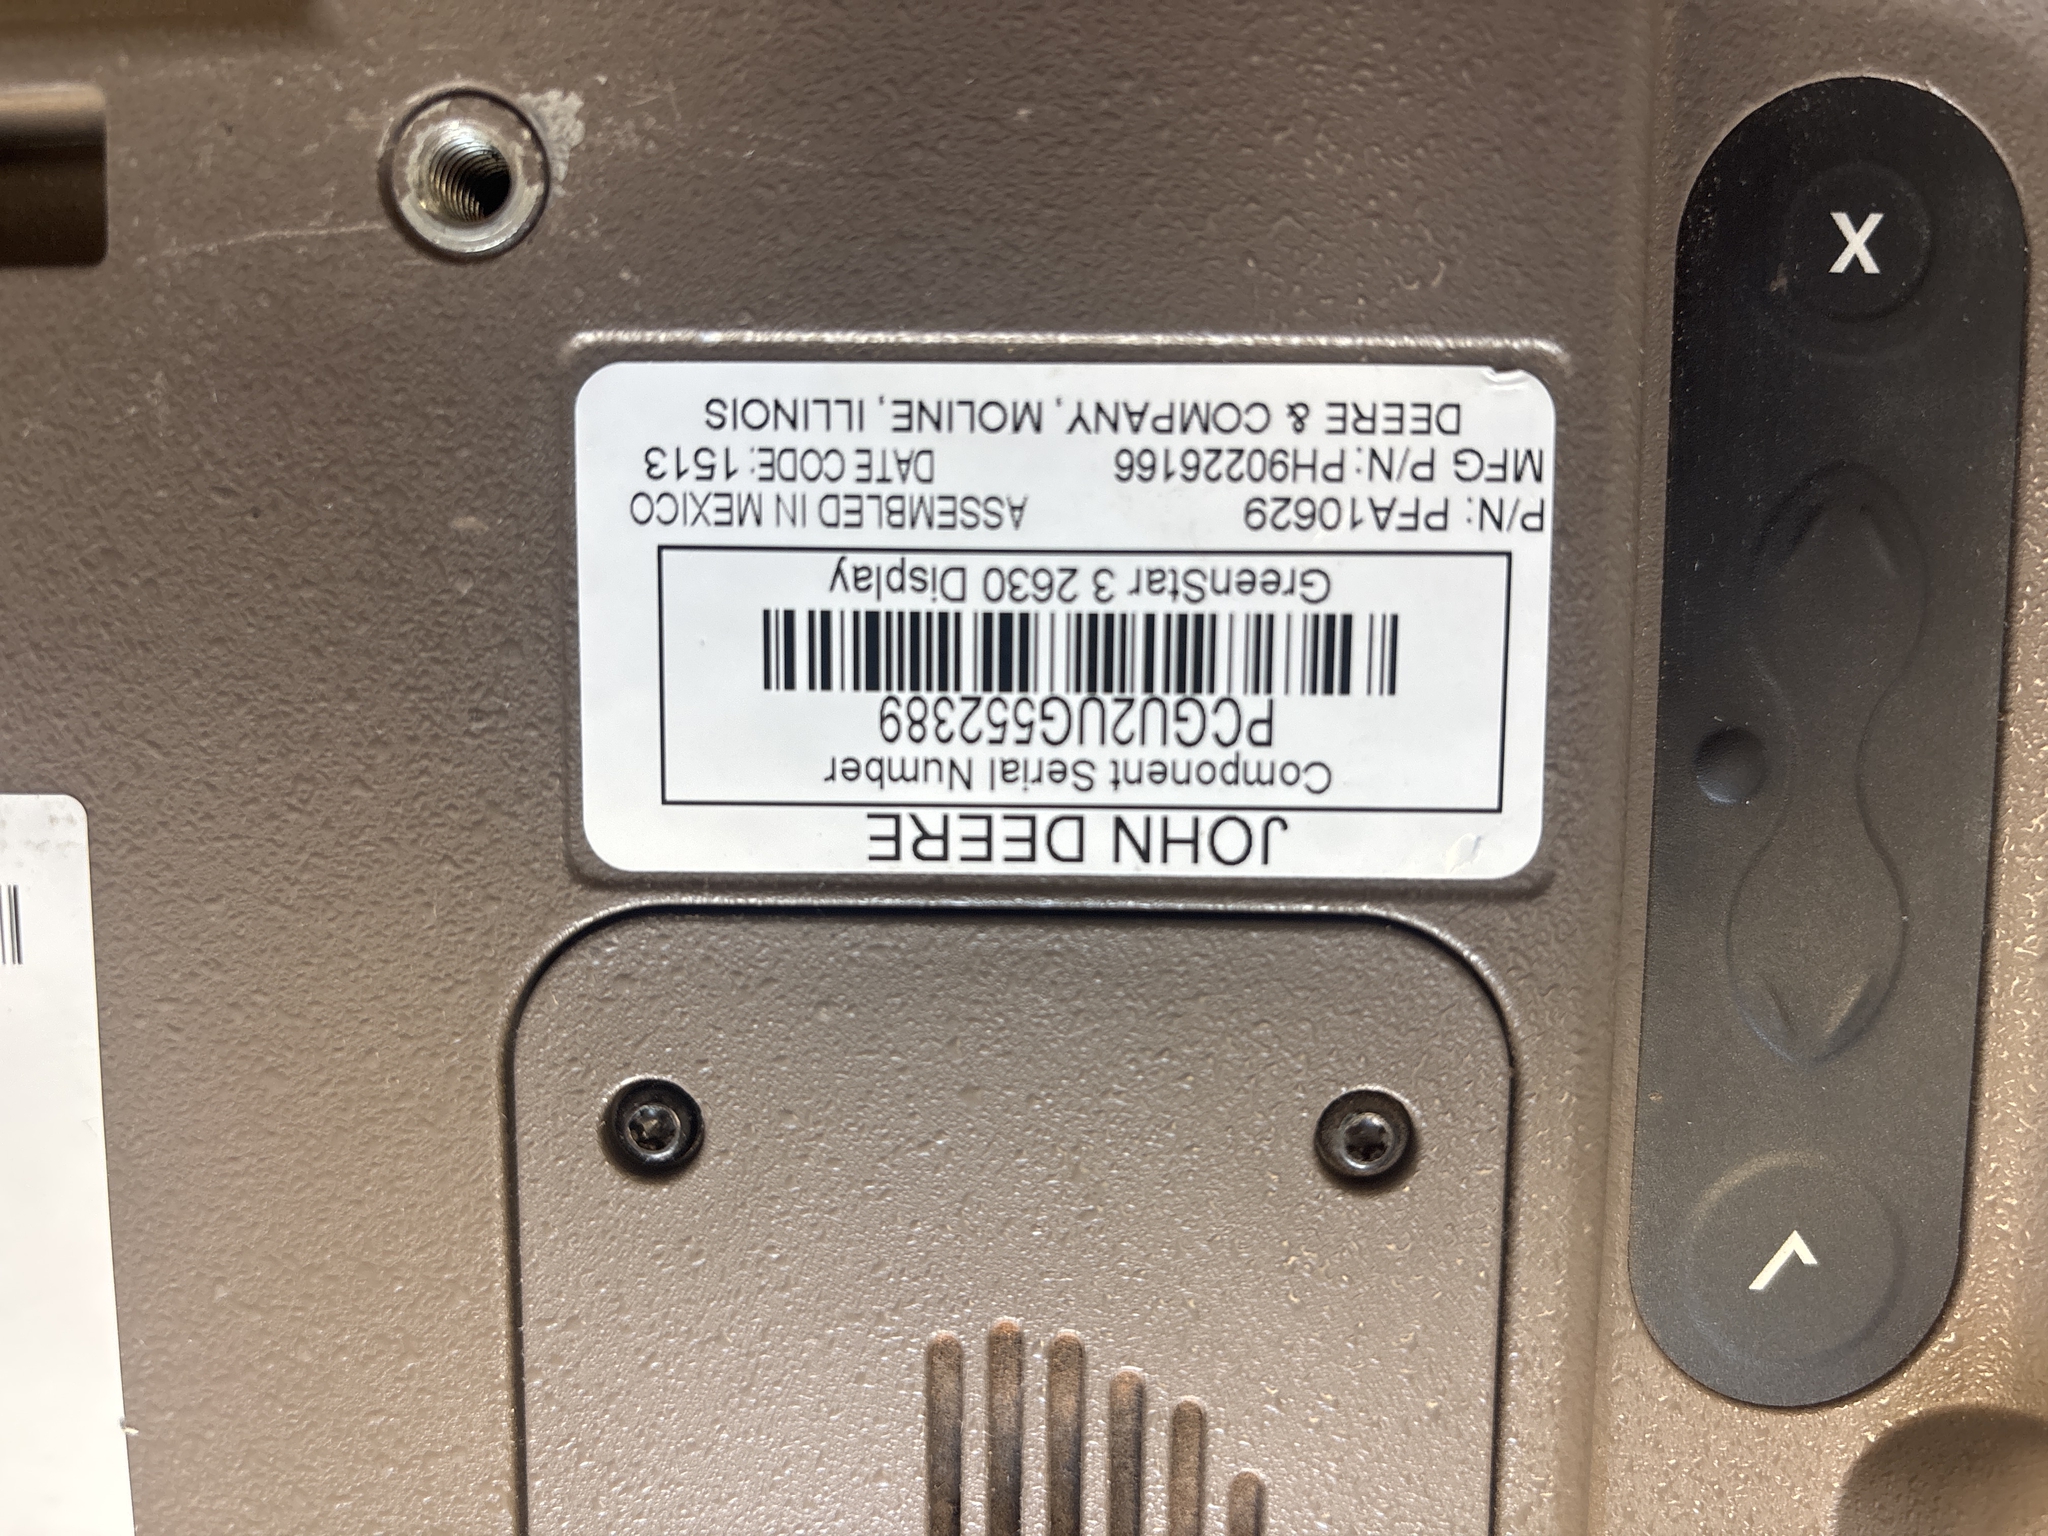 JOHN DEERE
Component Serial Number
PCGU2UG552389
GreenStar 3 2630 Display
P/N: PFA10629 ASSEMBLED IN MEXICO
MFG P/N: PH90226166 DATE CODE: 1513
DEERE & COMPANY, MOLINE, ILLINOIS
X